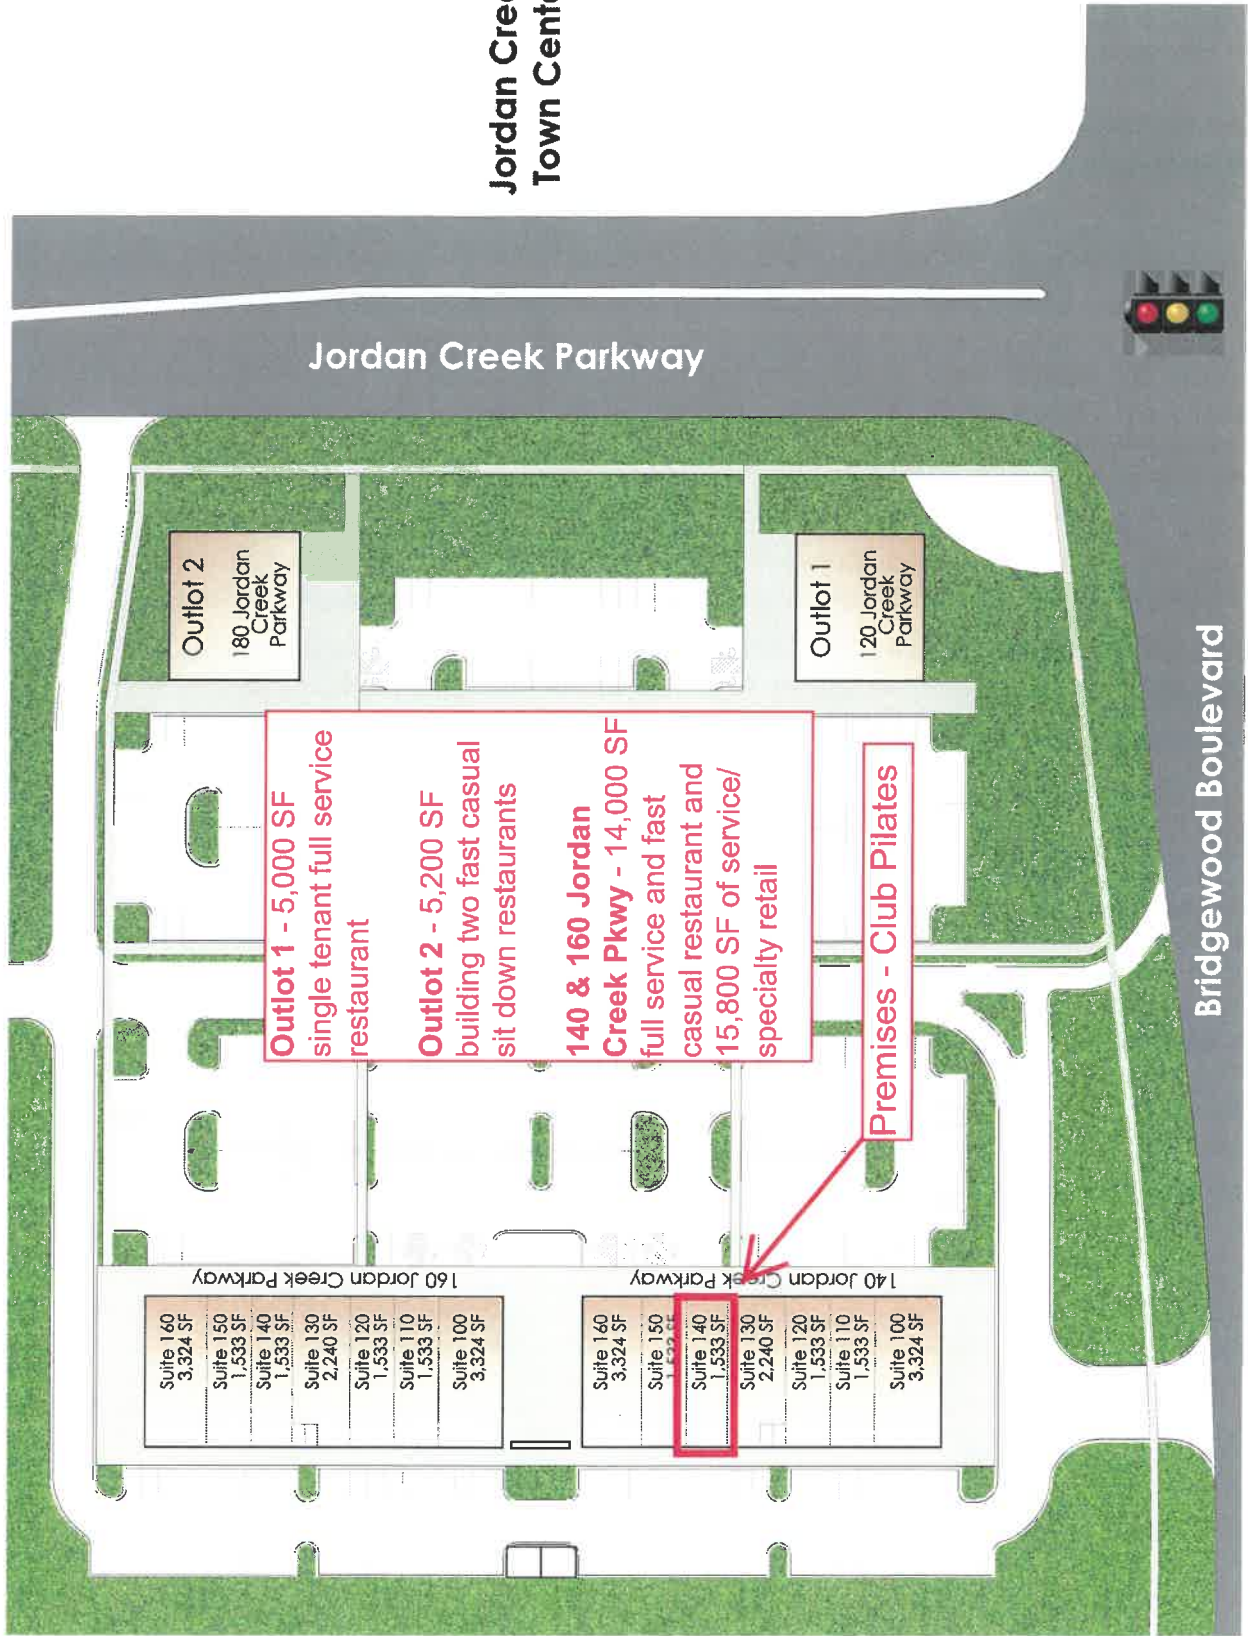 Jordan Cree
Town Cente
Jordan Creek Parkway
Bridgewood Boulevard
Outlot 2
180 Jordan
Creek
Parkway
Outlot 1
120 Jordan
Creek
Parkway
Outlot 1 - 5,000 SF
single tenant full service
restaurant
Outlot 2 - 5,200 SF
building two fast casual
sit down restaurants
140 & 160 Jordan
Creek Pkwy - 14,000 SF
full service and fast
casual restaurant and
15,800 SF of service/
specialty retail
Premises - Club Pilates
160 Jordan Creek Parkway
Suite 160
3,324 SF
Suite 150
1,533 SF
Suite 140
1,533 SF
Suite 130
2,240 SF
Suite 120
1,533 SF
Suite 110
1,533 SF
Suite 100
3,324 SF
140 Jordan Creek Parkway
Suite 160
3,324 SF
Suite 150
1,533 SF
Suite 140
1,533 SF
Suite 130
2,240 SF
Suite 120
1,533 SF
Suite 110
1,533 SF
Suite 100
3,324 SF